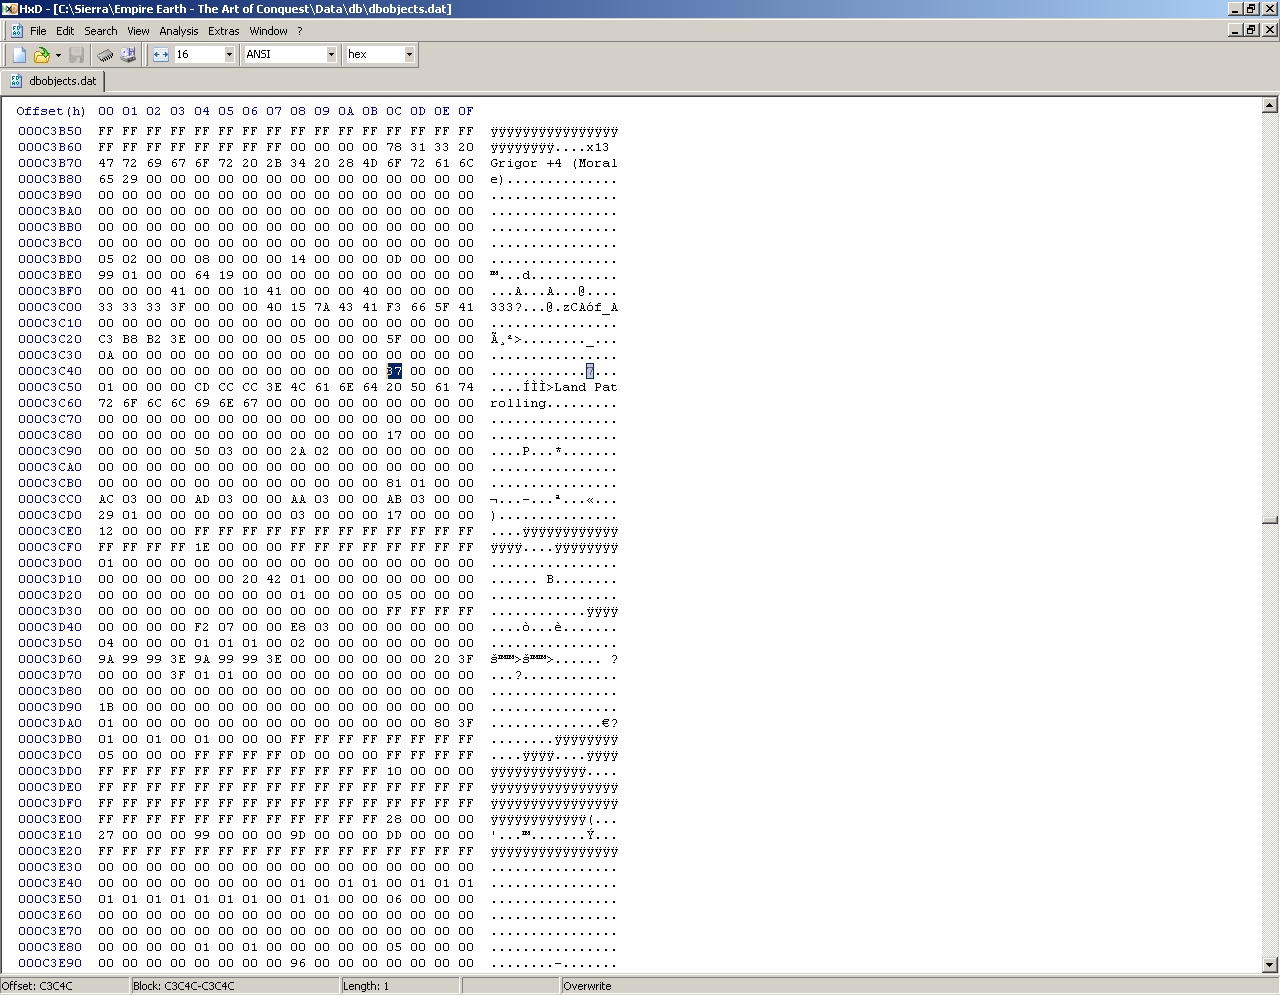 HxD - [C:\Sierra\Empire Earth - The Art of Conquest\Data\db\dbobjects.dat]
File Edit Search View Analysis Extras Window ?
16 ANSI hex
dbobjects.dat
Offset(h) 00 01 02 03 04 05 06 07 08 09 0A 0B 0C 0D 0E 0F
000C3B50 FF FF FF FF FF FF FF FF FF FF FF FF FF FF FF FF ÿÿÿÿÿÿÿÿÿÿÿÿÿÿÿÿ
000C3B60 FF FF FF FF FF FF FF FF 00 00 00 00 78 31 33 20 ÿÿÿÿÿÿÿÿ....x13
000C3B70 47 72 69 67 6F 72 20 2B 34 20 28 4D 6F 72 61 6C Grigor +4 (Moral
000C3B80 65 29 00 00 00 00 00 00 00 00 00 00 00 00 00 00 e)..............
000C3B90 00 00 00 00 00 00 00 00 00 00 00 00 00 00 00 00 ................
000C3BA0 00 00 00 00 00 00 00 00 00 00 00 00 00 00 00 00 ................
000C3BB0 00 00 00 00 00 00 00 00 00 00 00 00 00 00 00 00 ................
000C3BC0 00 00 00 00 00 00 00 00 00 00 00 00 00 00 00 00 ................
000C3BD0 05 02 00 00 08 00 00 00 14 00 00 00 0D 00 00 00 ................
000C3BE0 99 01 00 00 64 19 00 00 00 00 00 00 00 00 00 00 ™...d...........
000C3BF0 00 00 00 41 00 00 10 41 00 00 00 40 00 00 00 00 ...A...A...@....
000C3C00 33 33 33 3F 00 00 00 40 15 7A 43 41 F3 66 5F 41 333?...@.zCAóf_A
000C3C10 00 00 00 00 00 00 00 00 00 00 00 00 00 00 00 00 ................
000C3C20 C3 B8 B2 3E 00 00 00 00 05 00 00 00 5F 00 00 00 Ã¸²>........_...
000C3C30 0A 00 00 00 00 00 00 00 00 00 00 00 00 00 00 00 ................
000C3C40 00 00 00 00 00 00 00 00 00 00 00 00 37 00 00 00 ............7...
000C3C50 01 00 00 00 CD CC CC 3E 4C 61 6E 64 20 50 61 74 ....ÍÌÌ>Land Pat
000C3C60 72 6F 6C 6C 69 6E 67 00 00 00 00 00 00 00 00 00 rolling.........
000C3C70 00 00 00 00 00 00 00 00 00 00 00 00 00 00 00 00 ................
000C3C80 00 00 00 00 00 00 00 00 00 00 00 00 17 00 00 00 ................
000C3C90 00 00 00 00 50 03 00 00 2A 02 00 00 00 00 00 00 ....P...*.......
000C3CA0 00 00 00 00 00 00 00 00 00 00 00 00 00 00 00 00 ................
000C3CB0 00 00 00 00 00 00 00 00 00 00 00 00 81 01 00 00 ................
000C3CC0 AC 03 00 00 AD 03 00 00 AA 03 00 00 AB 03 00 00 ¬...-...ª...«...
000C3CD0 29 01 00 00 00 00 00 00 03 00 00 00 17 00 00 00 )...............
000C3CE0 12 00 00 00 FF FF FF FF FF FF FF FF FF FF FF FF ....ÿÿÿÿÿÿÿÿÿÿÿÿ
000C3CF0 FF FF FF FF 1E 00 00 00 FF FF FF FF FF FF FF FF ÿÿÿÿ....ÿÿÿÿÿÿÿÿ
000C3D00 01 00 00 00 00 00 00 00 00 00 00 00 00 00 00 00 ................
000C3D10 00 00 00 00 00 00 20 42 01 00 00 00 00 00 00 00 ...... B........
000C3D20 00 00 00 00 00 00 00 00 01 00 00 00 05 00 00 00 ................
000C3D30 00 00 00 00 00 00 00 00 00 00 00 00 FF FF FF FF ............ÿÿÿÿ
000C3D40 00 00 00 00 F2 07 00 00 E8 03 00 00 00 00 00 00 ....ò...è.......
000C3D50 04 00 00 00 01 01 01 00 02 00 00 00 00 00 00 00 ................
000C3D60 9A 99 99 3E 9A 99 99 3E 00 00 00 00 00 00 20 3F š™™>š™™>...... ?
000C3D70 00 00 00 3F 01 01 00 00 00 00 00 00 00 00 00 00 ...?............
000C3D80 00 00 00 00 00 00 00 00 00 00 00 00 00 00 00 00 ................
000C3D90 1B 00 00 00 00 00 00 00 00 00 00 00 00 00 00 00 ................
000C3DA0 01 00 00 00 00 00 00 00 00 00 00 00 00 00 80 3F ..............€?
000C3DB0 01 00 01 00 01 00 00 00 FF FF FF FF FF FF FF FF ........ÿÿÿÿÿÿÿÿ
000C3DC0 05 00 00 00 FF FF FF FF 0D 00 00 00 FF FF FF FF ....ÿÿÿÿ....ÿÿÿÿ
000C3DD0 FF FF FF FF FF FF FF FF FF FF FF FF 10 00 00 00 ÿÿÿÿÿÿÿÿÿÿÿÿ....
000C3DE0 FF FF FF FF FF FF FF FF FF FF FF FF FF FF FF FF ÿÿÿÿÿÿÿÿÿÿÿÿÿÿÿÿ
000C3DF0 FF FF FF FF FF FF FF FF FF FF FF FF FF FF FF FF ÿÿÿÿÿÿÿÿÿÿÿÿÿÿÿÿ
000C3E00 FF FF FF FF FF FF FF FF FF FF FF FF 28 00 00 00 ÿÿÿÿÿÿÿÿÿÿÿÿ(...
000C3E10 27 00 00 00 99 00 00 00 9D 00 00 00 DD 00 00 00 '...™.......Ý...
000C3E20 FF FF FF FF FF FF FF FF FF FF FF FF FF FF FF FF ÿÿÿÿÿÿÿÿÿÿÿÿÿÿÿÿ
000C3E30 00 00 00 00 00 00 00 00 00 00 00 00 00 00 00 00 ................
000C3E40 00 00 00 00 00 00 00 00 01 00 01 01 00 01 01 01 ................
000C3E50 01 01 01 01 01 01 01 00 01 01 00 00 06 00 00 00 ................
000C3E60 00 00 00 00 00 00 00 00 00 00 00 00 00 00 00 00 ................
000C3E70 00 00 00 00 00 00 00 00 00 00 00 00 00 00 00 00 ................
000C3E80 00 00 00 00 01 00 01 00 00 00 00 00 05 00 00 00 ................
000C3E90 00 00 00 00 00 00 00 00 96 00 00 00 00 00 00 00 ........–.......
Offset: C3C4C Block: C3C4C-C3C4C Length: 1 Overwrite